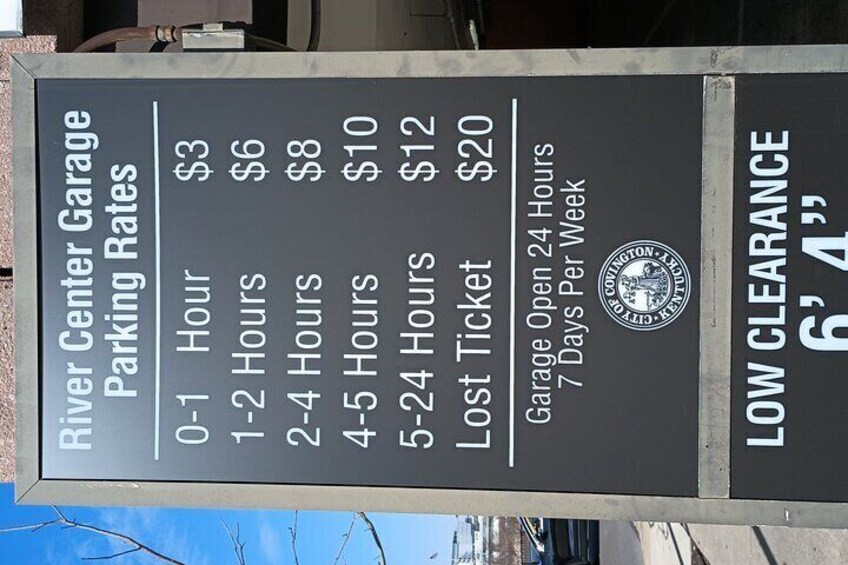 River Center Garage
Parking Rates
0-1 Hour $3
1-2 Hours $6
2-4 Hours $8
4-5 Hours $10
5-24 Hours $12
Lost Ticket $20
Garage Open 24 Hours
7 Days Per Week
CITY OF COVINGTON
KENTUCKY
LOW CLEARANCE
6’ 4”